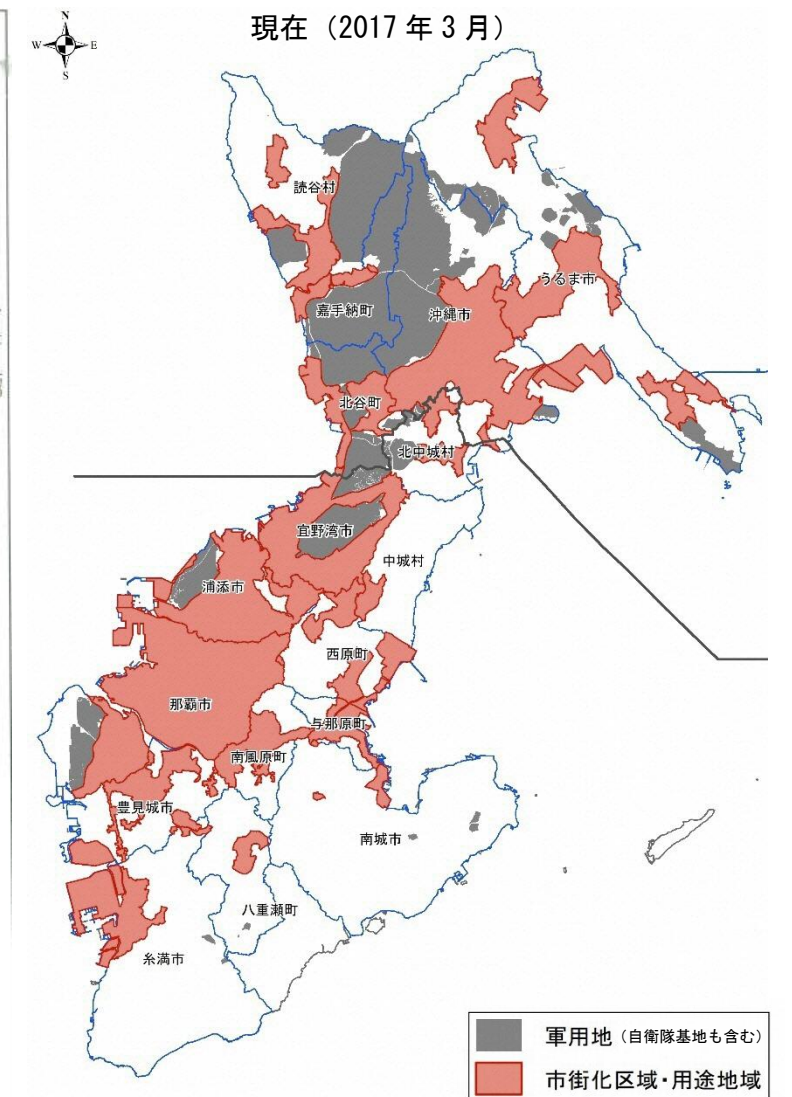 現在（2017年3月）
N
W
E
S
読谷村
うるま市
嘉手納町
沖縄市
北谷町
北中城村
宜野湾市
中城村
浦添市
西原町
那覇市
与那原町
南風原町
豊見城市
南城市
八重瀬町
糸満市
軍用地（自衛隊基地も含む）
市街化区域・用途地域